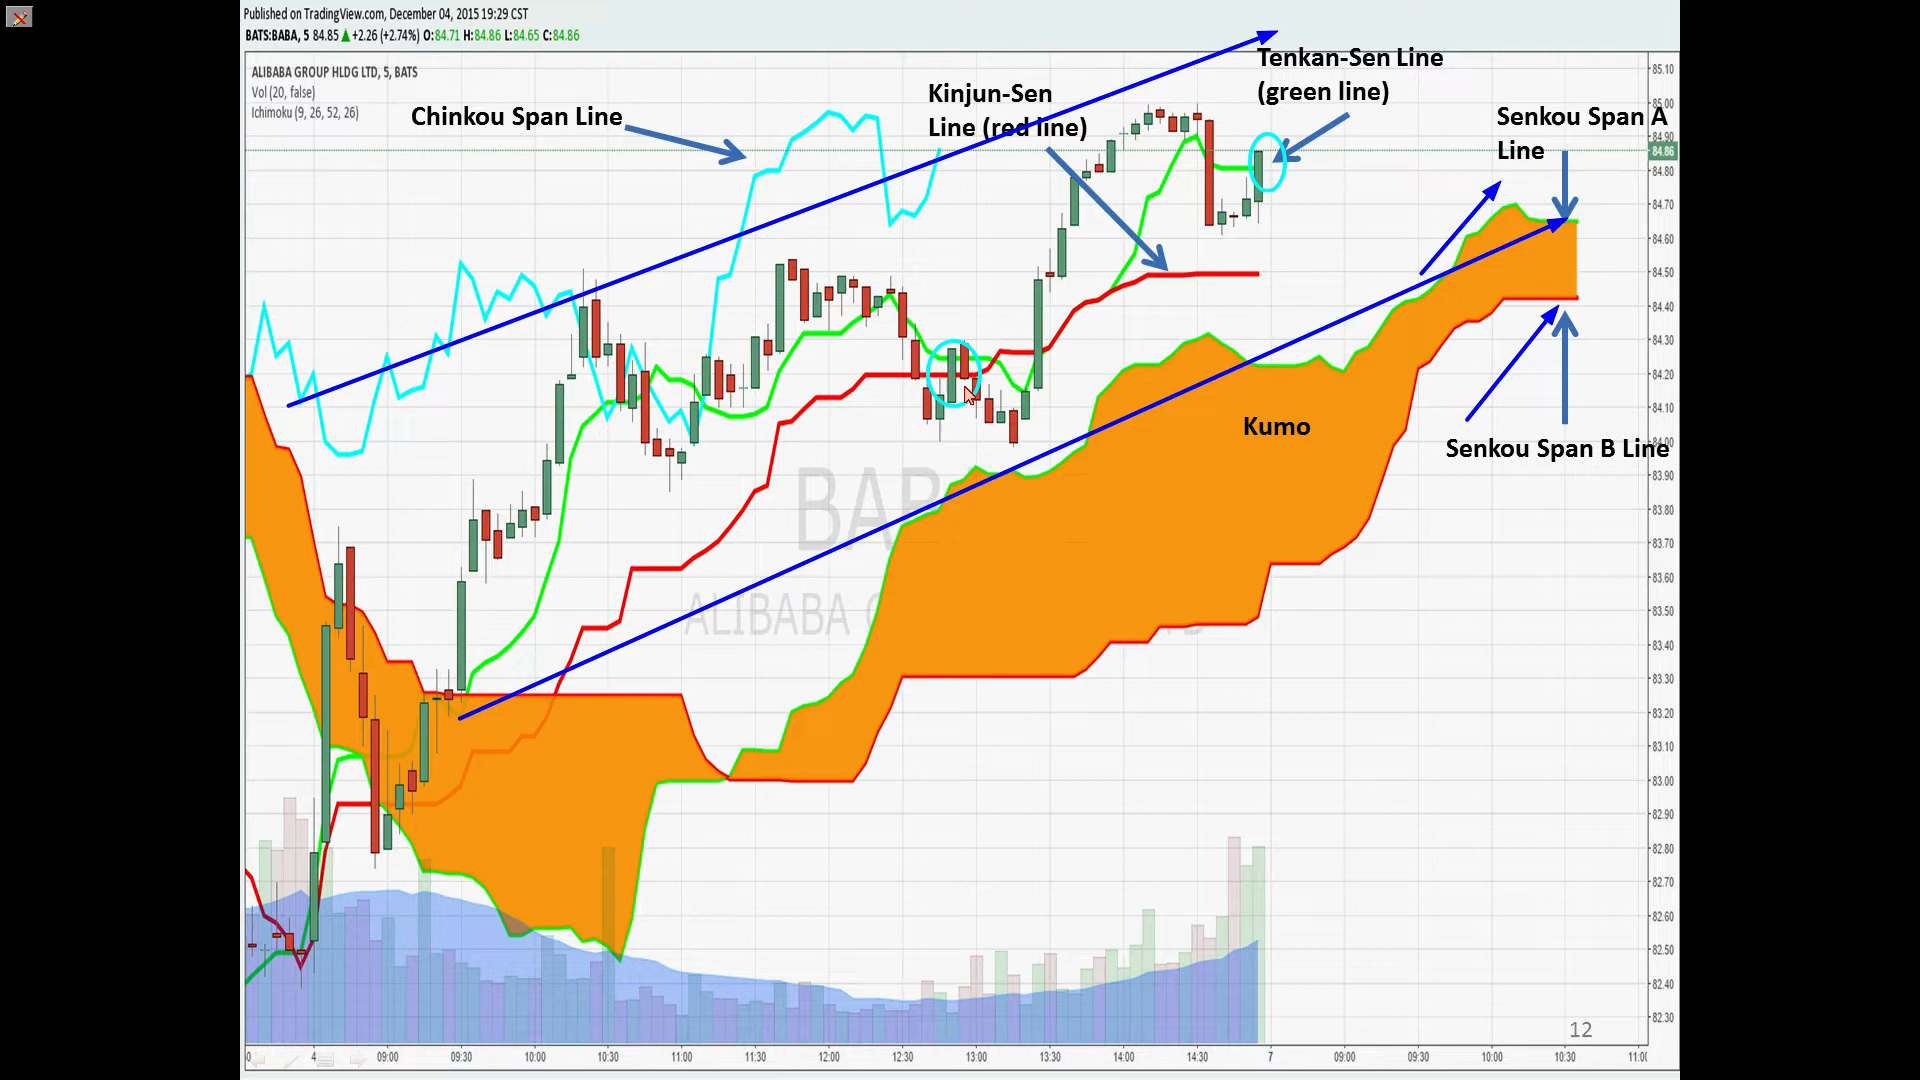 Published on TradingView.com, December 04, 2015 19:29 CST
BATS:BABA, 5 84.85 ▲ +2.26 (+2.74%) O:84.71 H:84.86 L:84.65 C:84.86
ALIBABA GROUP HLDG LTD, 5, BATS
Vol (20, false)
Ichimoku (9, 26, 52, 26)
Chinkou Span Line
Kinjun-Sen
Line (red line)
Tenkan-Sen Line
(green line)
Senkou Span A
Line
Kumo
Senkou Span B Line
BAB
ALIBABA
85.10
85.00
84.90
84.86
84.80
84.70
84.60
84.50
84.40
84.30
84.20
84.10
84.00
83.90
83.80
83.70
83.60
83.50
83.40
83.30
83.20
83.10
83.00
82.90
82.80
82.70
82.60
82.50
82.40
82.30
12
4 09:00 09:30 10:00 10:30 11:00 11:30 12:00 12:30 13:00 13:30 14:00 14:30 7 09:00 09:30 10:00 10:30 11:0